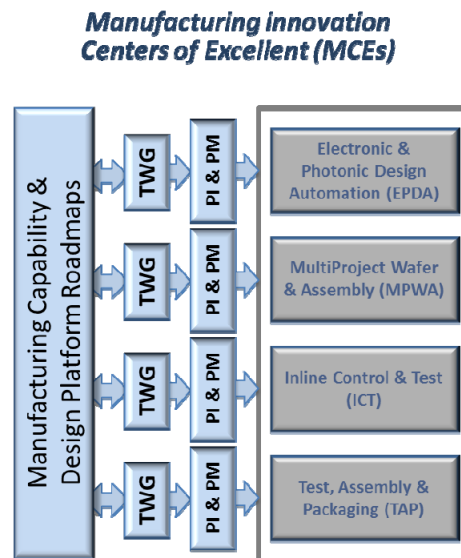 Manufacturing innovation
Centers of Excellent (MCEs)
Manufacturing Capability &
Design Platform Roadmaps
TWG
PI & PM
Electronic &
Photonic Design
Automation (EPDA)
TWG
PI & PM
MultiProject Wafer
& Assembly (MPWA)
TWG
PI & PM
Inline Control & Test
(ICT)
TWG
PI & PM
Test, Assembly &
Packaging (TAP)